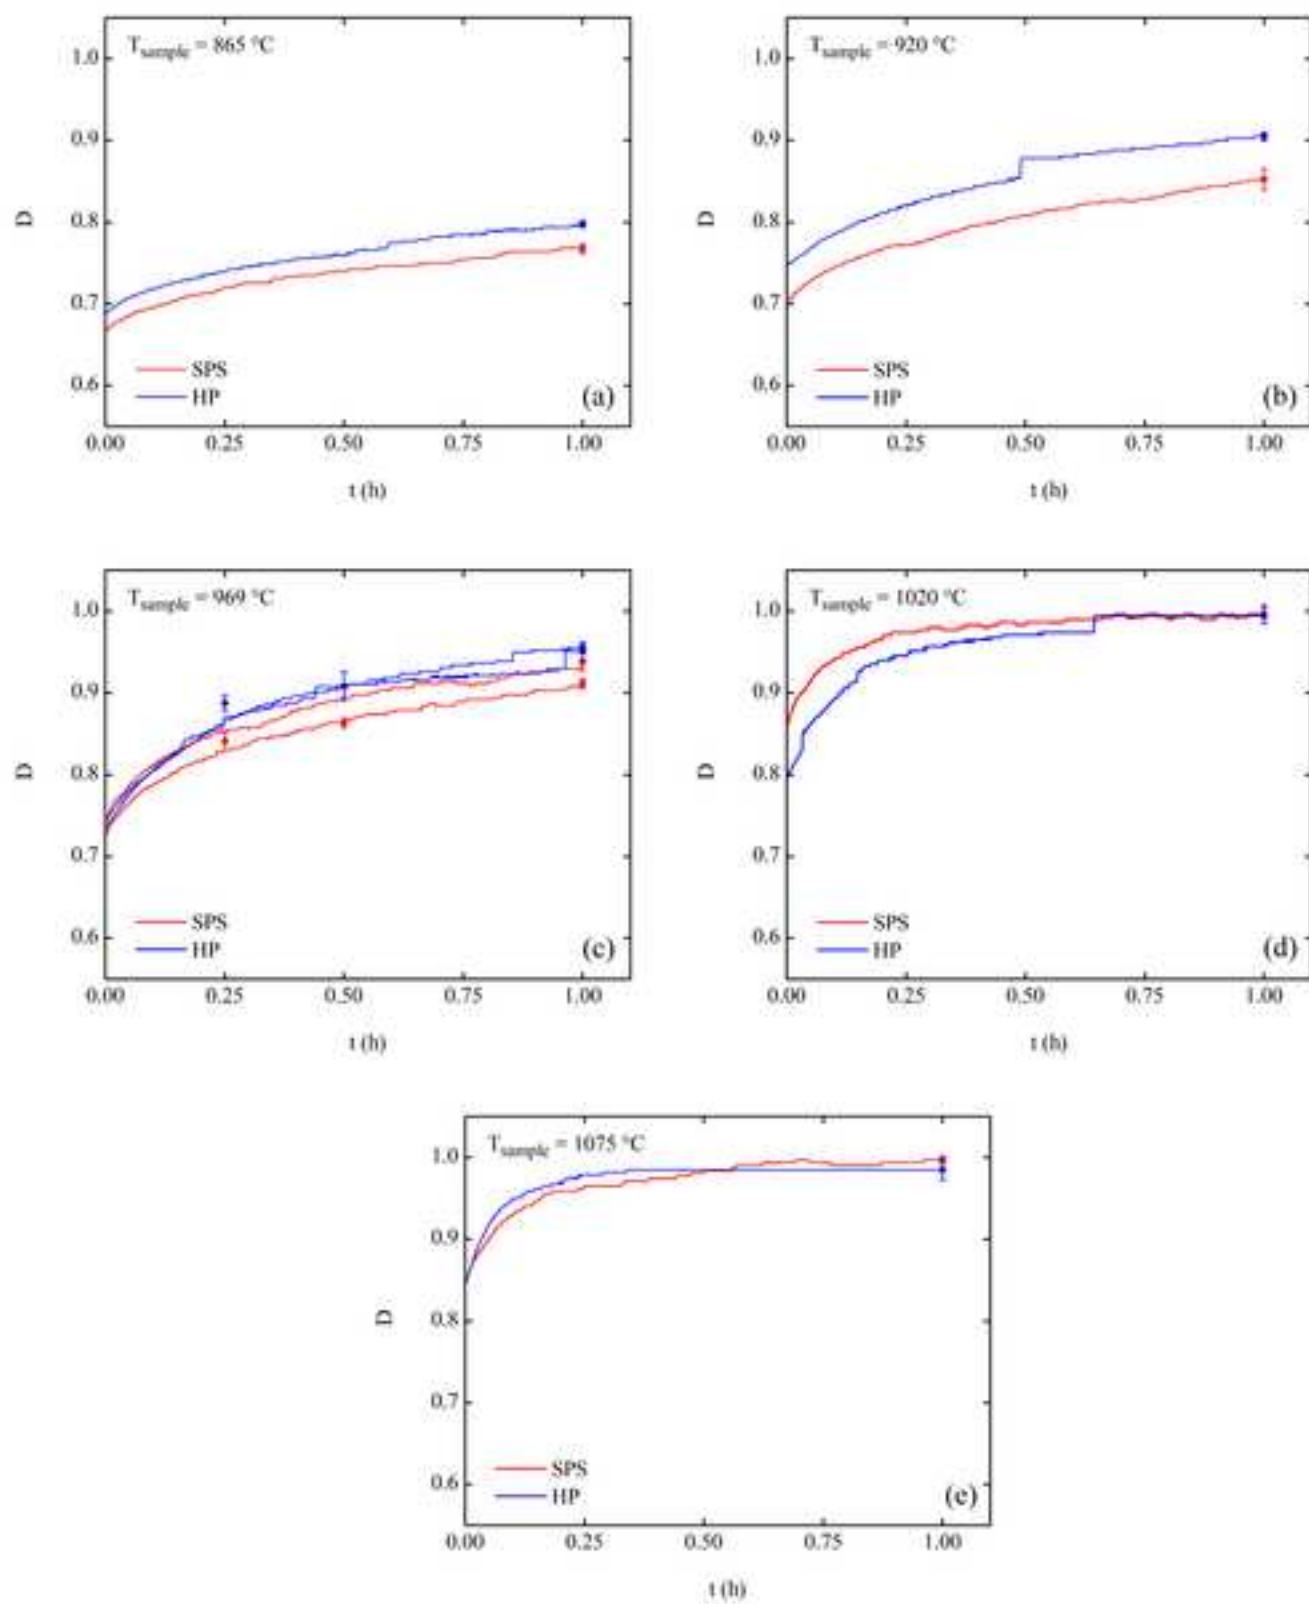 T_sample = 865 °C
1.0
0.9
D
0.8
0.7
SPS
0.6
HP
(a)
0.00 0.25 0.50 0.75 1.00
t (h)
T_sample = 920 °C
1.0
0.9
D
0.8
0.7
SPS
0.6
HP
(b)
0.00 0.25 0.50 0.75 1.00
t (h)
T_sample = 969 °C
1.0
0.9
D
0.8
0.7
SPS
0.6
HP
(c)
0.00 0.25 0.50 0.75 1.00
t (h)
T_sample = 1020 °C
1.0
0.9
D
0.8
0.7
SPS
0.6
HP
(d)
0.00 0.25 0.50 0.75 1.00
t (h)
T_sample = 1075 °C
1.0
0.9
D
0.8
0.7
SPS
0.6
HP
(e)
0.00 0.25 0.50 0.75 1.00
t (h)